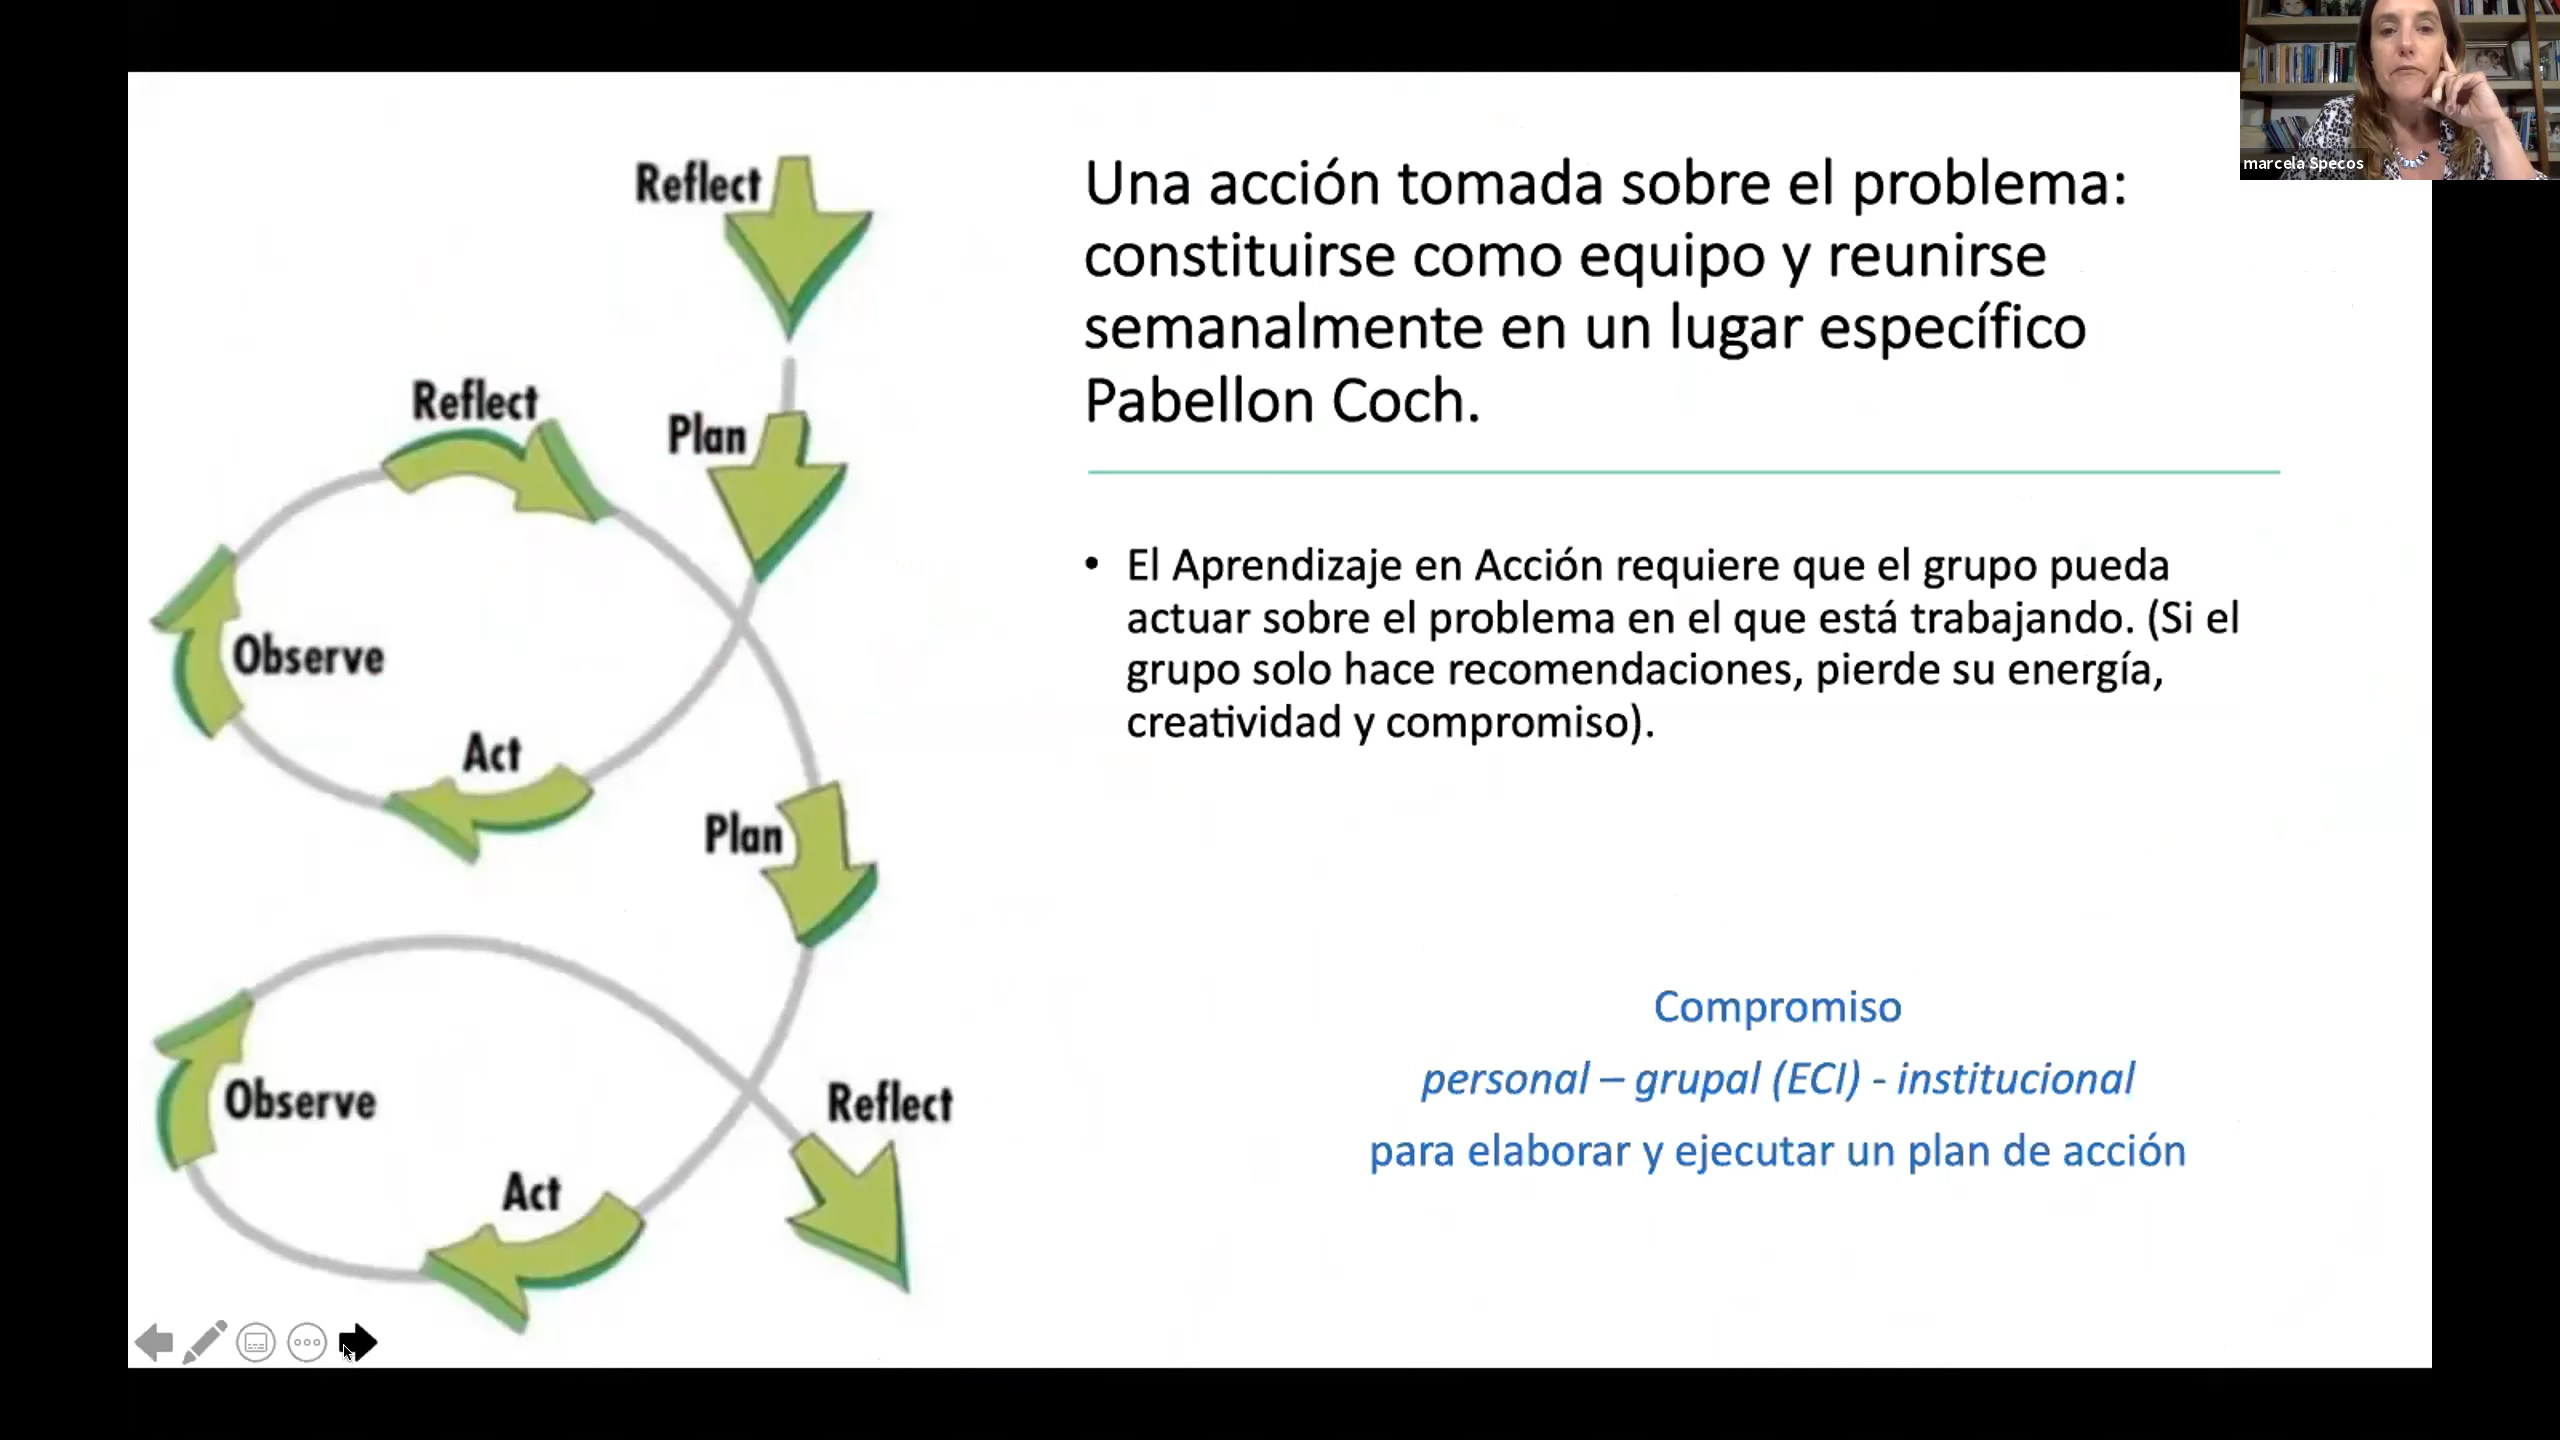 marcela Specos
Una acción tomada sobre el problema:
constituirse como equipo y reunirse
semanalmente en un lugar específico
Pabellon Coch.
• El Aprendizaje en Acción requiere que el grupo pueda
actuar sobre el problema en el que está trabajando. (Si el
grupo solo hace recomendaciones, pierde su energía,
creatividad y compromiso).
Compromiso
personal – grupal (ECI) - institucional
para elaborar y ejecutar un plan de acción
Reflect
Plan
Reflect
Observe
Act
Plan
Observe
Act
Reflect